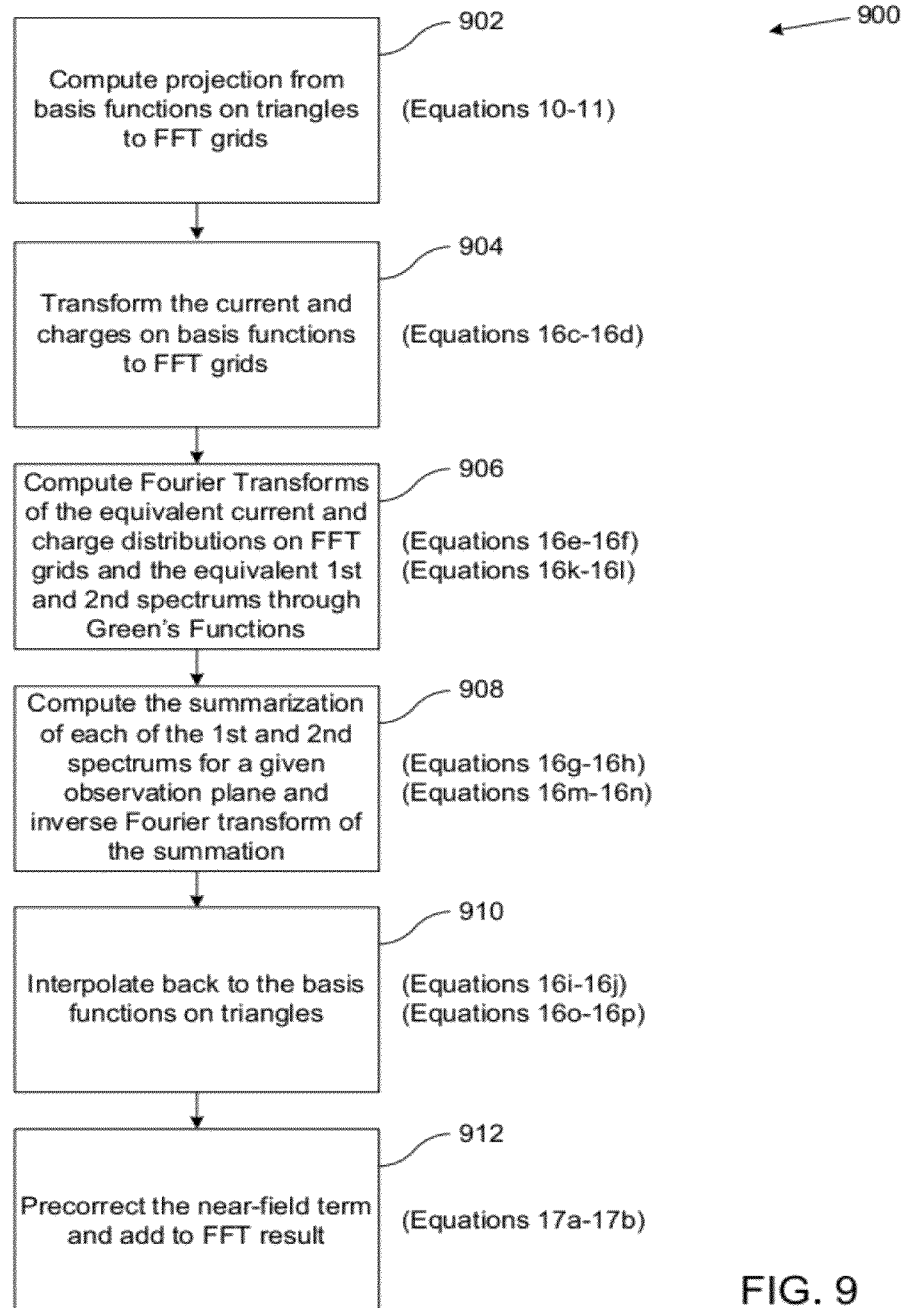 900
902
Compute projection from
basis functions on triangles
to FFT grids
(Equations 10-11)
904
Transform the current and
charges on basis functions
to FFT grids
(Equations 16c-16d)
906
Compute Fourier Transforms
of the equivalent current and
charge distributions on FFT
grids and the equivalent 1st
and 2nd spectrums through
Green's Functions
(Equations 16e-16f)
(Equations 16k-16l)
908
Compute the summarization
of each of the 1st and 2nd
spectrums for a given
observation plane and
inverse Fourier transform of
the summation
(Equations 16g-16h)
(Equations 16m-16n)
910
Interpolate back to the basis
functions on triangles
(Equations 16i-16j)
(Equations 16o-16p)
912
Precorrect the near-field term
and add to FFT result
(Equations 17a-17b)
FIG. 9